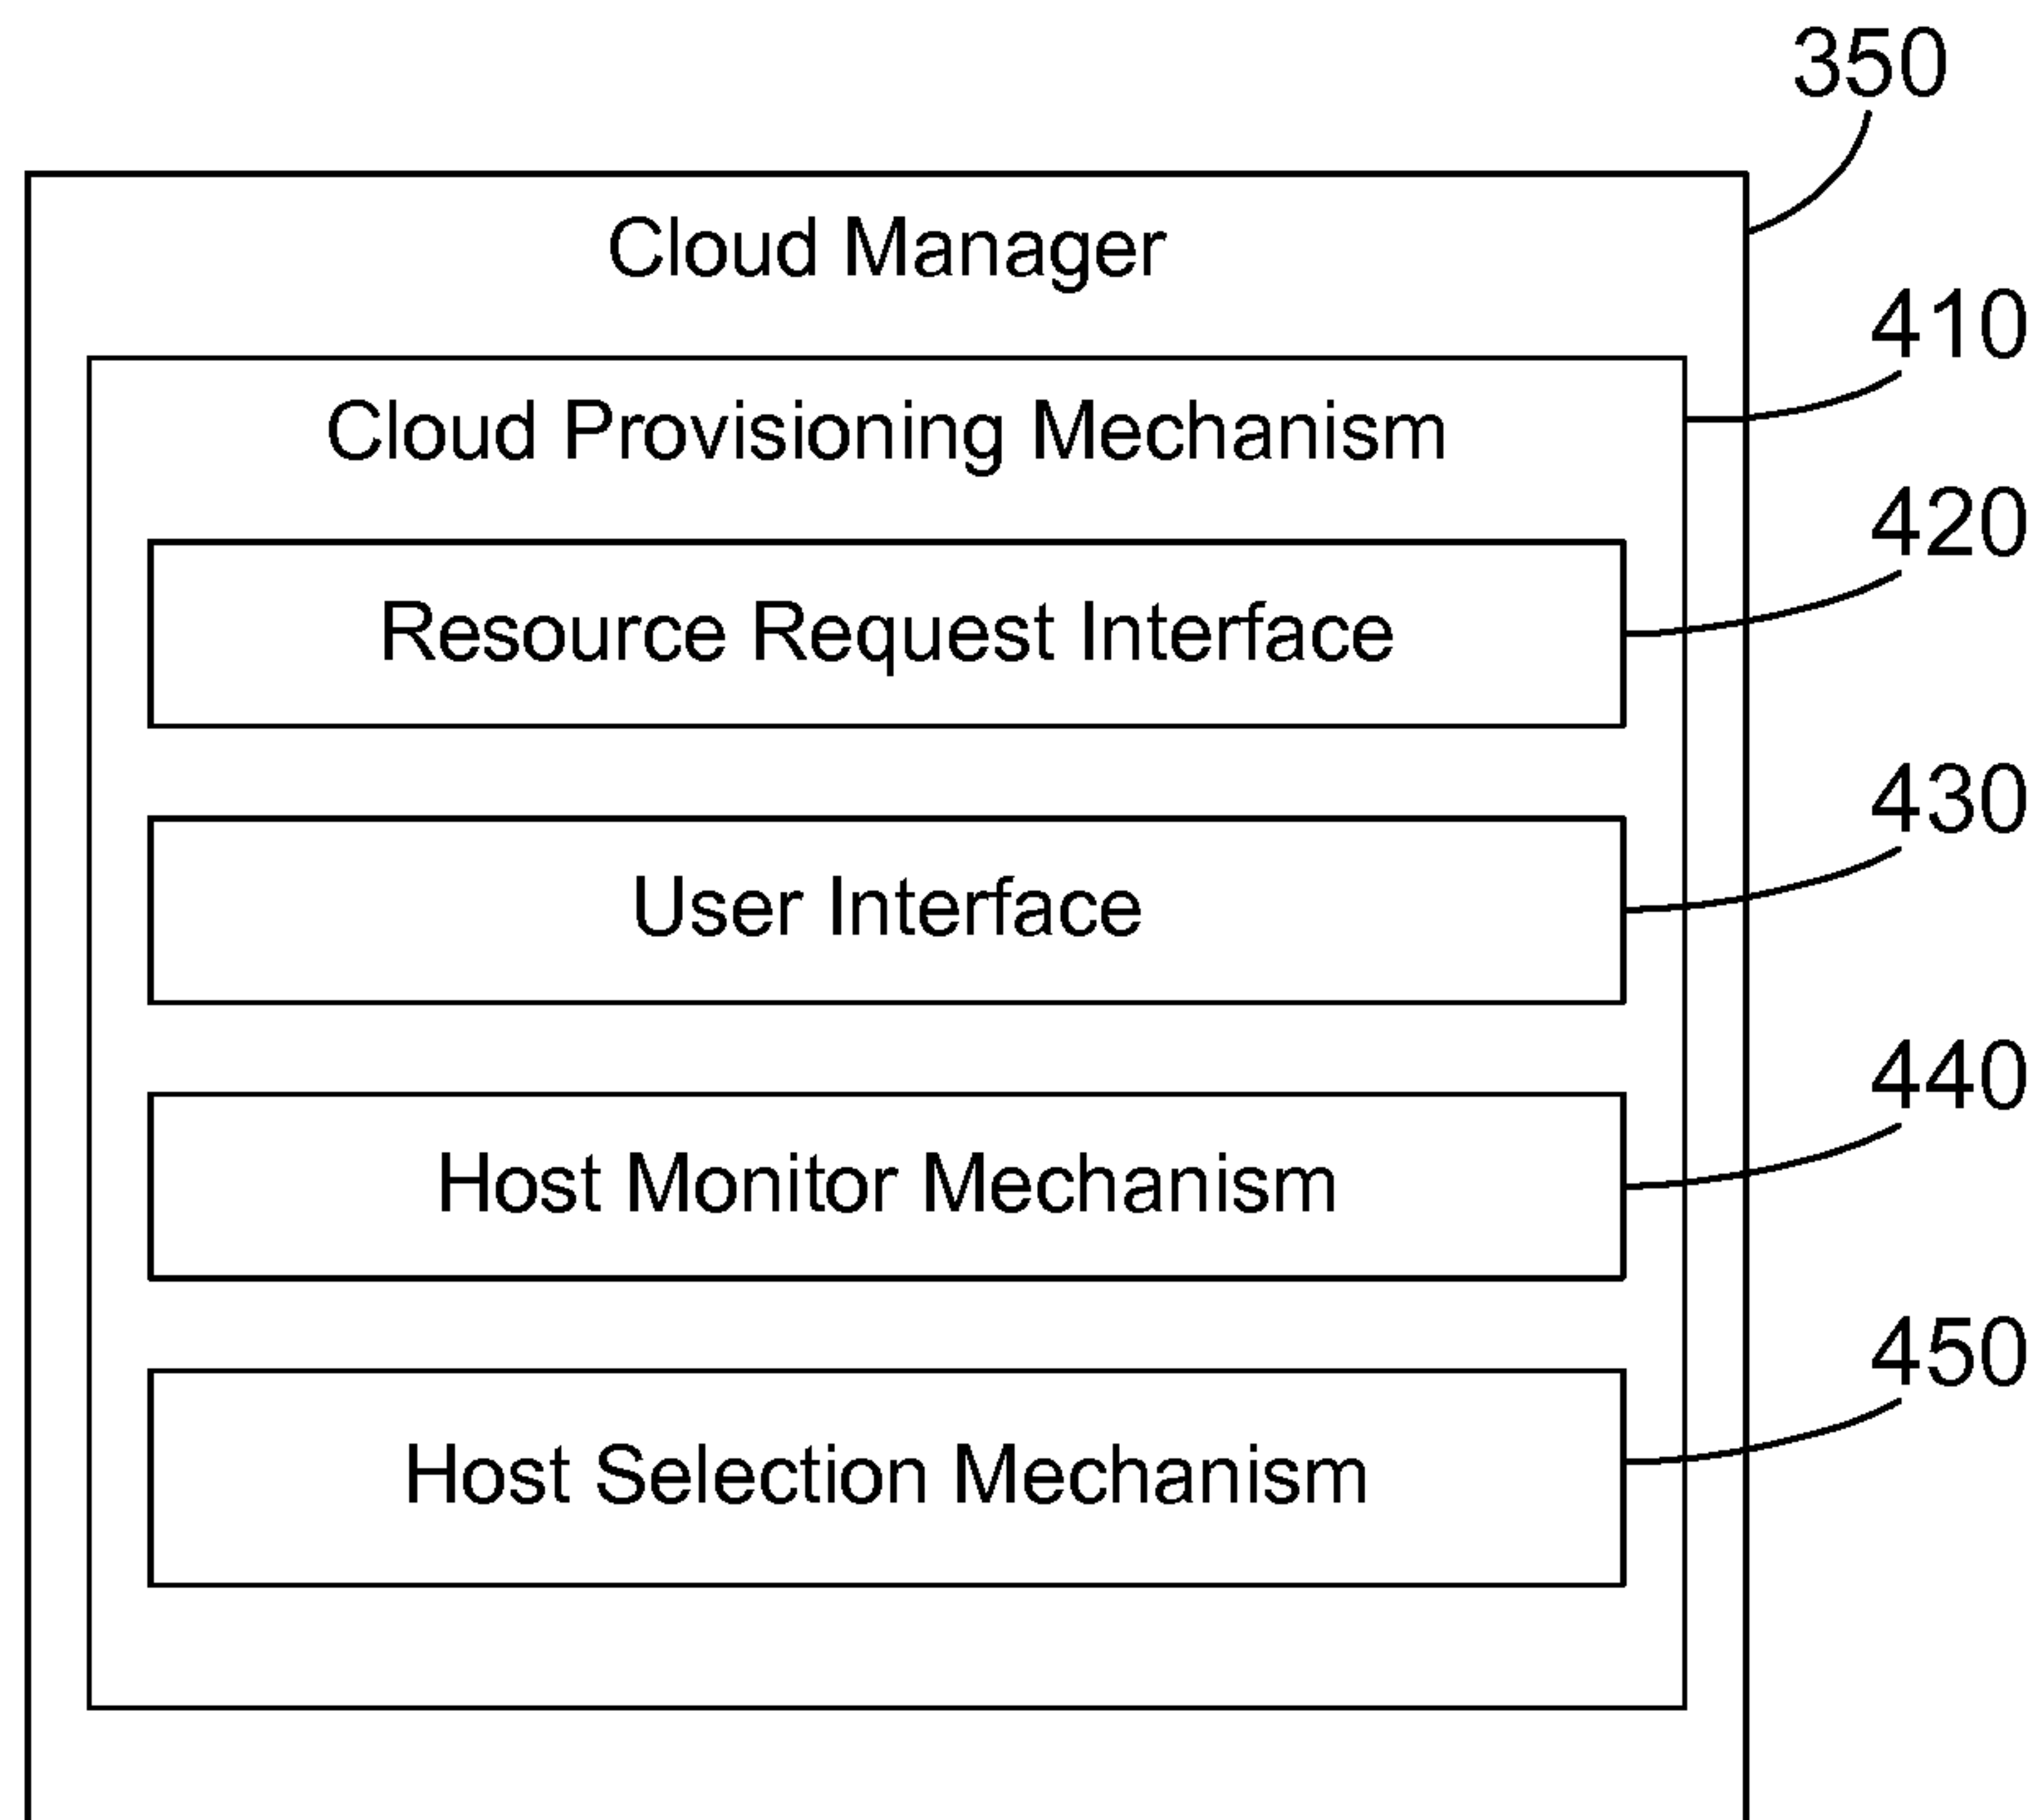 350
Cloud Manager
410
Cloud Provisioning Mechanism
420
Resource Request Interface
430
User Interface
440
Host Monitor Mechanism
450
Host Selection Mechanism